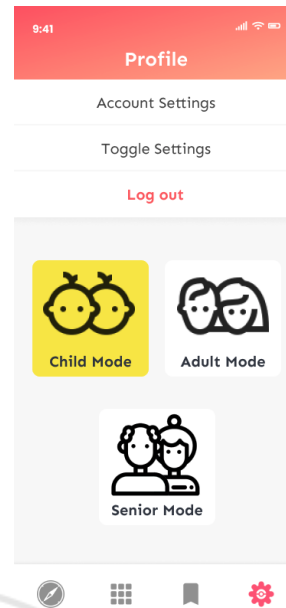 9:41
Profile
Account Settings
Toggle Settings
Log out
Child Mode
Adult Mode
Senior Mode